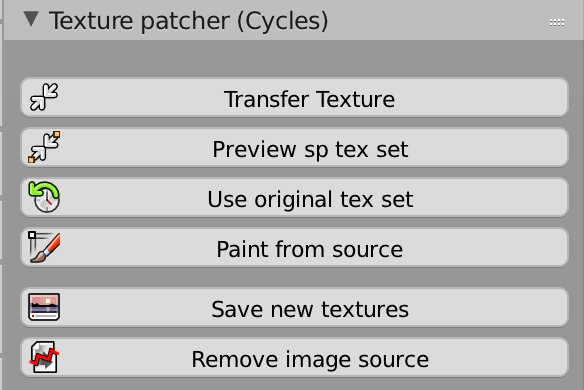 Texture patcher (Cycles)
Transfer Texture
Preview sp tex set
Use original tex set
Paint from source
Save new textures
Remove image source